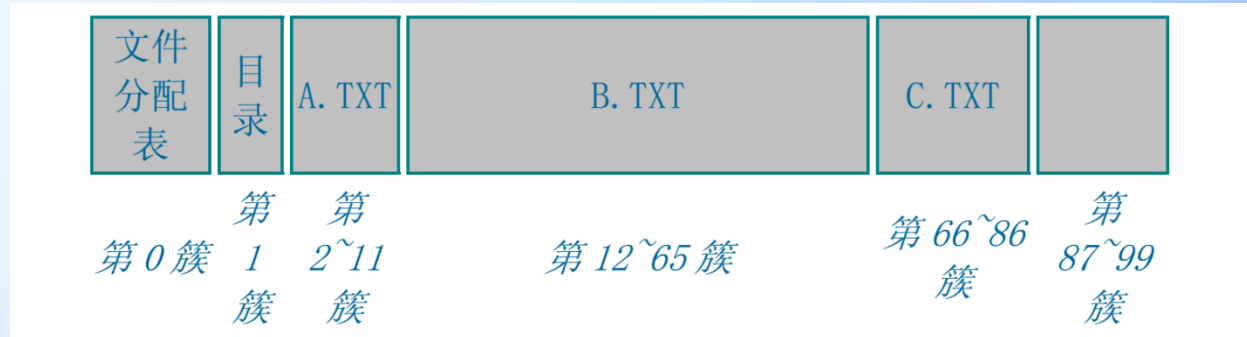 文件
分配
表
目
录
A. TXT
B. TXT
C. TXT
第 0 簇
第
1
簇
第
2~11
簇
第 12~65 簇
第 66~86
簇
第
87~99
簇